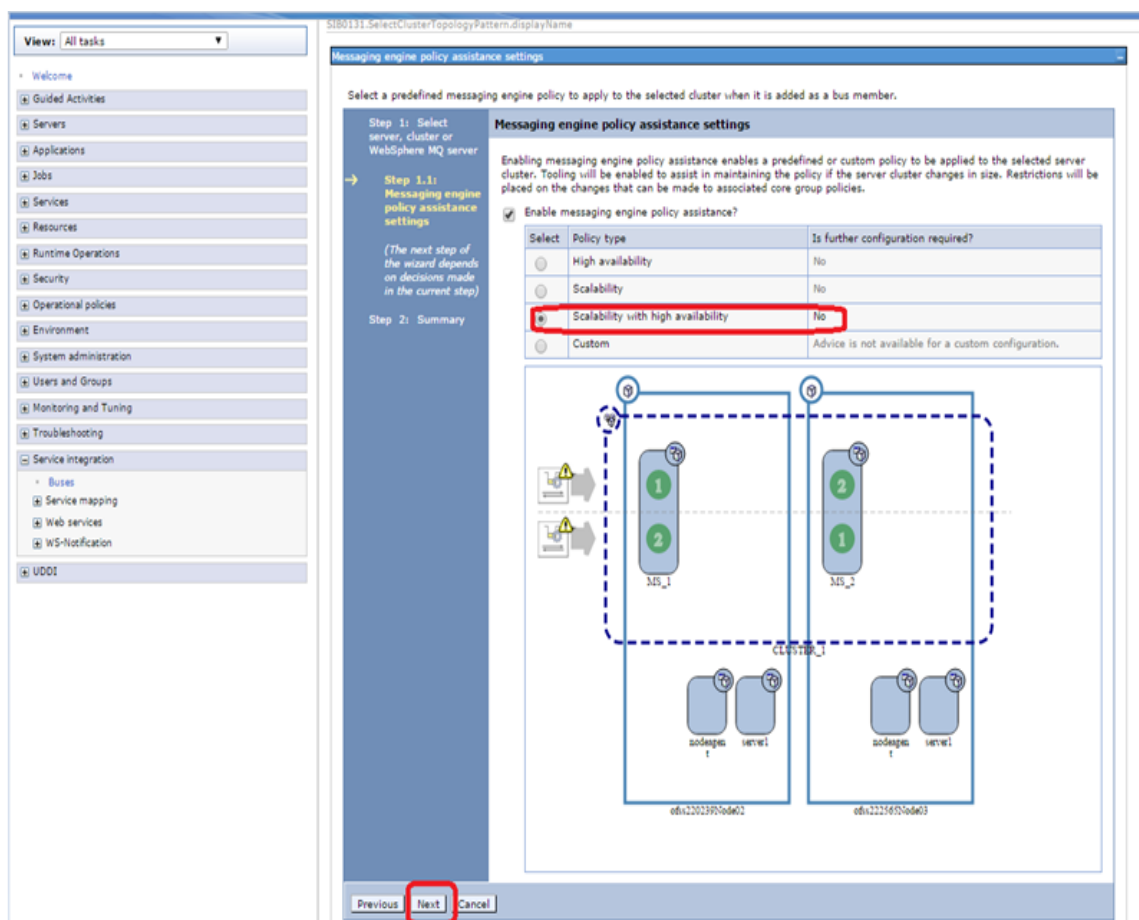 SIB0131.SelectClusterTopologyPattern.displayName
View: All tasks
Welcome
Guided Activities
Servers
Applications
Jobs
Services
Resources
Runtime Operations
Security
Operational policies
Environment
System administration
Users and Groups
Monitoring and Tuning
Troubleshooting
Service integration
Buses
Service mapping
Web services
WS-Notification
UDDI
Messaging engine policy assistance settings
Select a predefined messaging engine policy to apply to the selected cluster when it is added as a bus member.
Step 1: Select
server, cluster or
WebSphere MQ server
Step 1.1:
Messaging engine
policy assistance
settings
(The next step of
the wizard depends
on decisions made
in the current step)
Step 2: Summary
Messaging engine policy assistance settings
Enabling messaging engine policy assistance enables a predefined or custom policy to be applied to the selected server
cluster. Tooling will be enabled to assist in maintaining the policy if the server cluster changes in size. Restrictions will be
placed on the changes that can be made to associated core group policies.
Enable messaging engine policy assistance?
Select Policy type Is further configuration required?
High availability No
Scalability No
Scalability with high availability No
Custom Advice is not available for a custom configuration.
1 2
2 1
MS_1 MS_2
CLUSTER_1
nodeagen
t
server1
nodeagen
t
server1
ofss220239Node02 ofss222565Node03
Previous Next Cancel